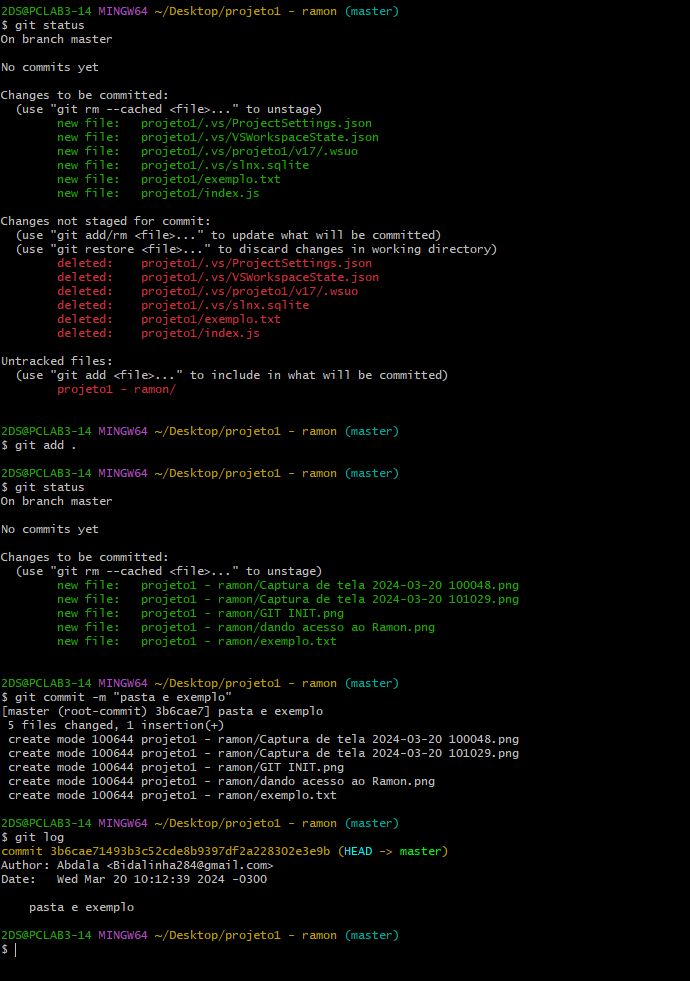 2DS@PCLAB3-14 MINGW64 ~/Desktop/projeto1 - ramon (master)
$ git status
On branch master
No commits yet
Changes to be committed:
  (use "git rm --cached <file>..." to unstage)
        new file:   projeto1/.vs/ProjectSettings.json
        new file:   projeto1/.vs/VSWorkspaceState.json
        new file:   projeto1/.vs/projeto1/v17/.wsuo
        new file:   projeto1/.vs/slnx.sqlite
        new file:   projeto1/exemplo.txt
        new file:   projeto1/index.js
Changes not staged for commit:
  (use "git add/rm <file>..." to update what will be committed)
  (use "git restore <file>..." to discard changes in working directory)
        deleted:    projeto1/.vs/ProjectSettings.json
        deleted:    projeto1/.vs/VSWorkspaceState.json
        deleted:    projeto1/.vs/projeto1/v17/.wsuo
        deleted:    projeto1/.vs/slnx.sqlite
        deleted:    projeto1/exemplo.txt
        deleted:    projeto1/index.js
Untracked files:
  (use "git add <file>..." to include in what will be committed)
        projeto1 - ramon/
2DS@PCLAB3-14 MINGW64 ~/Desktop/projeto1 - ramon (master)
$ git add .
2DS@PCLAB3-14 MINGW64 ~/Desktop/projeto1 - ramon (master)
$ git status
On branch master
No commits yet
Changes to be committed:
  (use "git rm --cached <file>..." to unstage)
        new file:   projeto1 - ramon/Captura de tela 2024-03-20 100048.png
        new file:   projeto1 - ramon/Captura de tela 2024-03-20 101029.png
        new file:   projeto1 - ramon/GIT INIT.png
        new file:   projeto1 - ramon/dando acesso ao Ramon.png
        new file:   projeto1 - ramon/exemplo.txt
2DS@PCLAB3-14 MINGW64 ~/Desktop/projeto1 - ramon (master)
$ git commit -m "pasta e exemplo"
[master (root-commit) 3b6cae7] pasta e exemplo
 5 files changed, 1 insertion(+)
 create mode 100644 projeto1 - ramon/Captura de tela 2024-03-20 100048.png
 create mode 100644 projeto1 - ramon/Captura de tela 2024-03-20 101029.png
 create mode 100644 projeto1 - ramon/GIT INIT.png
 create mode 100644 projeto1 - ramon/dando acesso ao Ramon.png
 create mode 100644 projeto1 - ramon/exemplo.txt
2DS@PCLAB3-14 MINGW64 ~/Desktop/projeto1 - ramon (master)
$ git log
commit 3b6cae71493b3c52cde8b9397df2a228302e3e9b (HEAD -> master)
Author: Abdala <Bidalinha284@gmail.com>
Date:   Wed Mar 20 10:12:39 2024 -0300
    pasta e exemplo
2DS@PCLAB3-14 MINGW64 ~/Desktop/projeto1 - ramon (master)
$